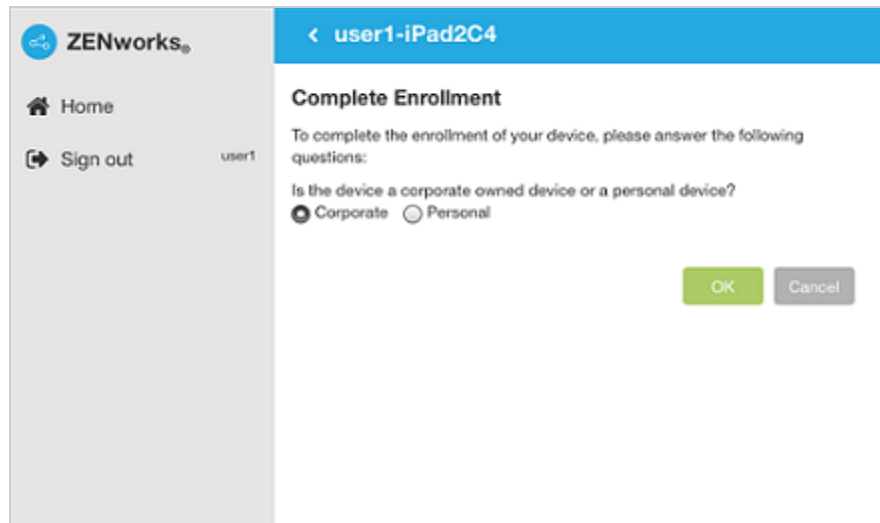 ZENworks®
Home
Sign out user1
user1-iPad2C4
Complete Enrollment
To complete the enrollment of your device, please answer the following
questions:
Is the device a corporate owned device or a personal device?
Corporate Personal
OK Cancel